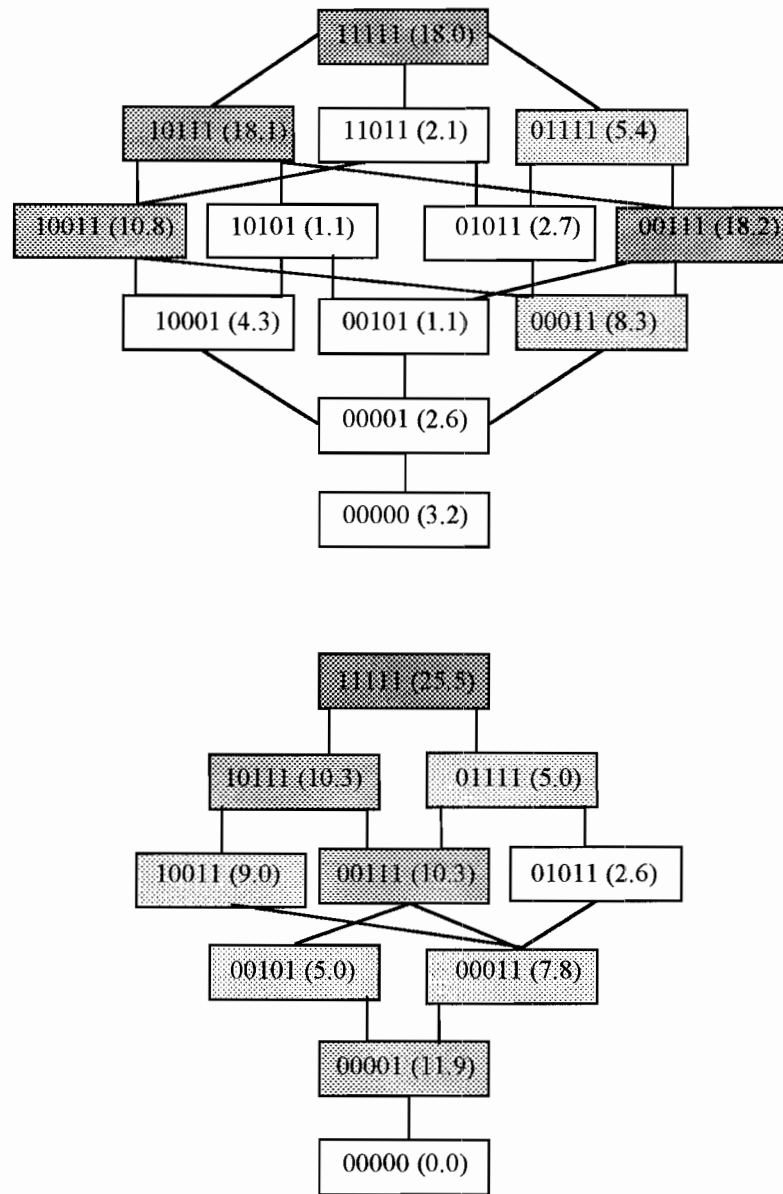 11111 (18.0)
10111 (18.1) 11011 (2.1) 01111 (5.4)
10011 (10.8) 10101 (1.1) 01011 (2.7) 00111 (18.2)
10001 (4.3) 00101 (1.1) 00011 (8.3)
00001 (2.6)
00000 (3.2)
11111 (25.5)
10111 (10.3) 01111 (5.0)
10011 (9.0) 00111 (10.3) 01011 (2.6)
00101 (5.0) 00011 (7.8)
00001 (11.9)
00000 (0.0)